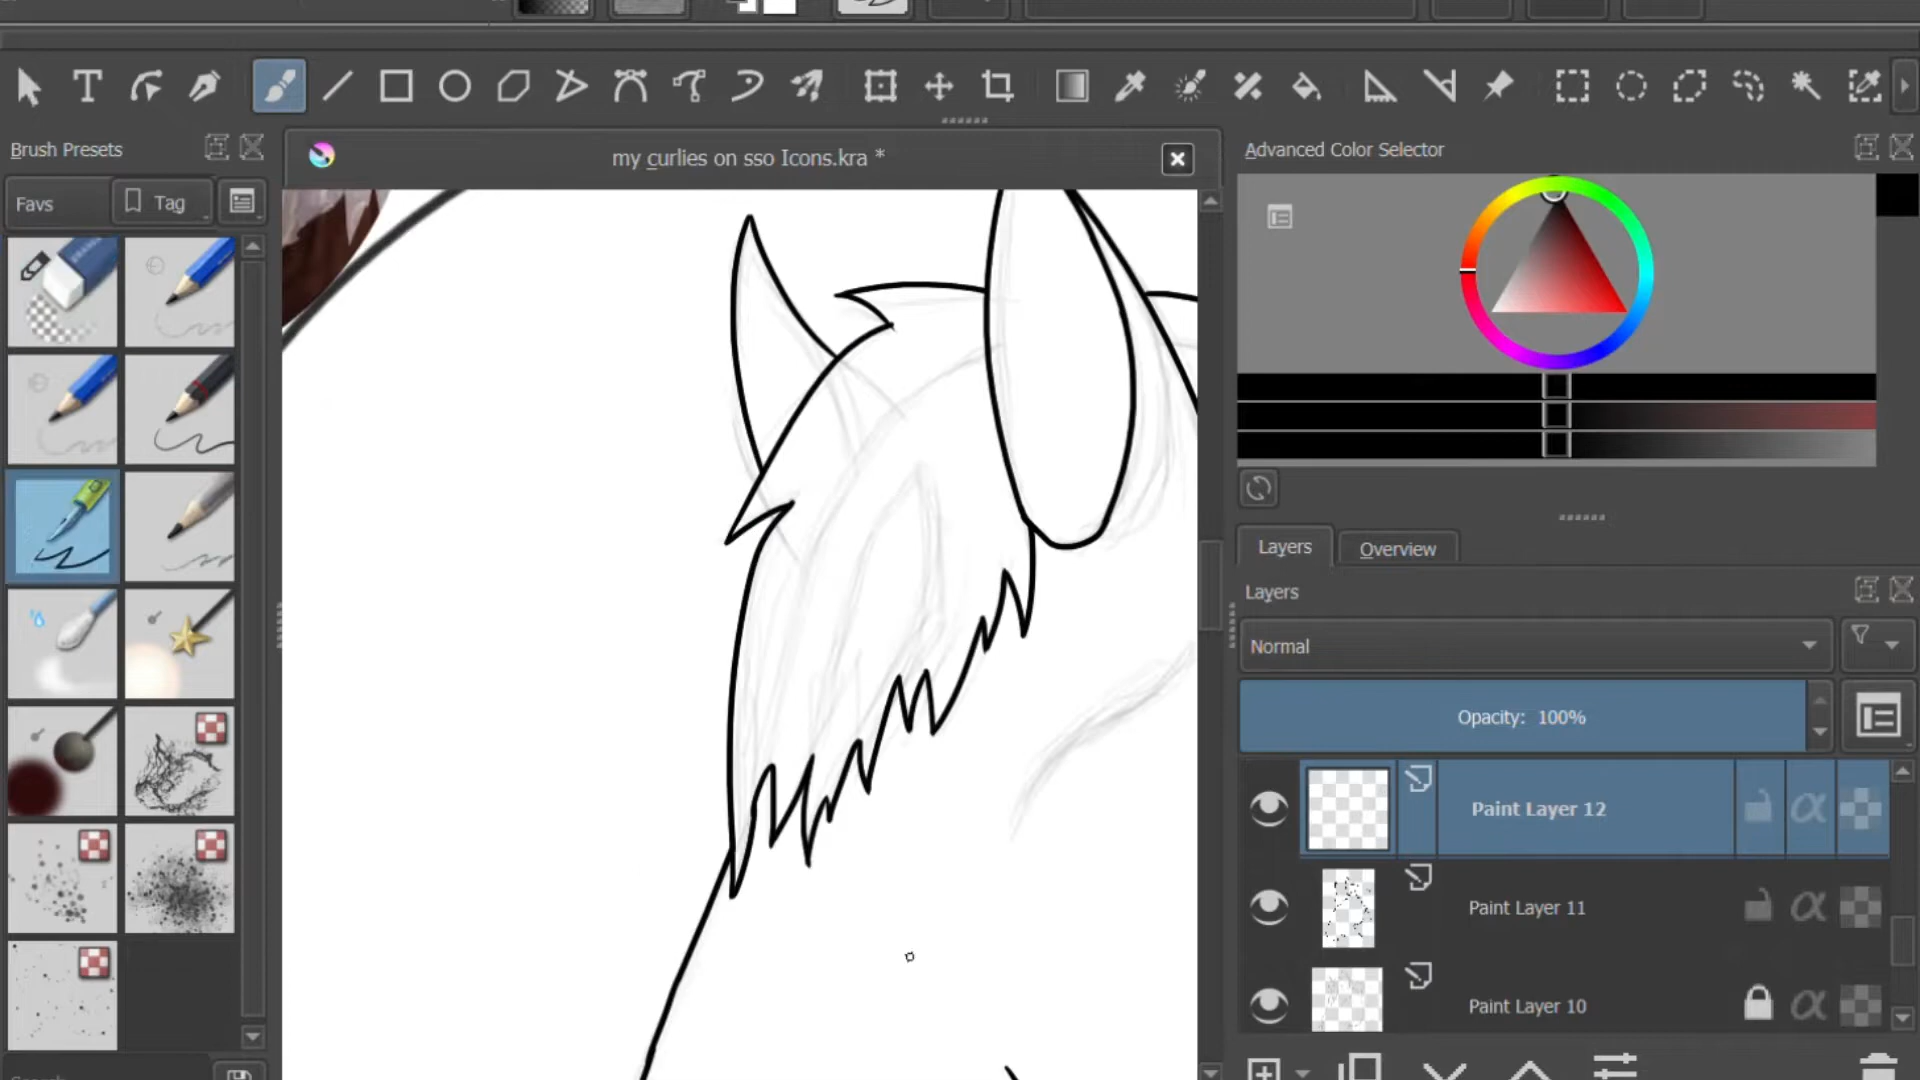 Brush Presets
my curlies on sso Icons.kra *
Advanced Color Selector
Favs
Tag
Layers
Overview
Layers
Normal
Opacity: 100%
Paint Layer 12
Paint Layer 11
Paint Layer 10